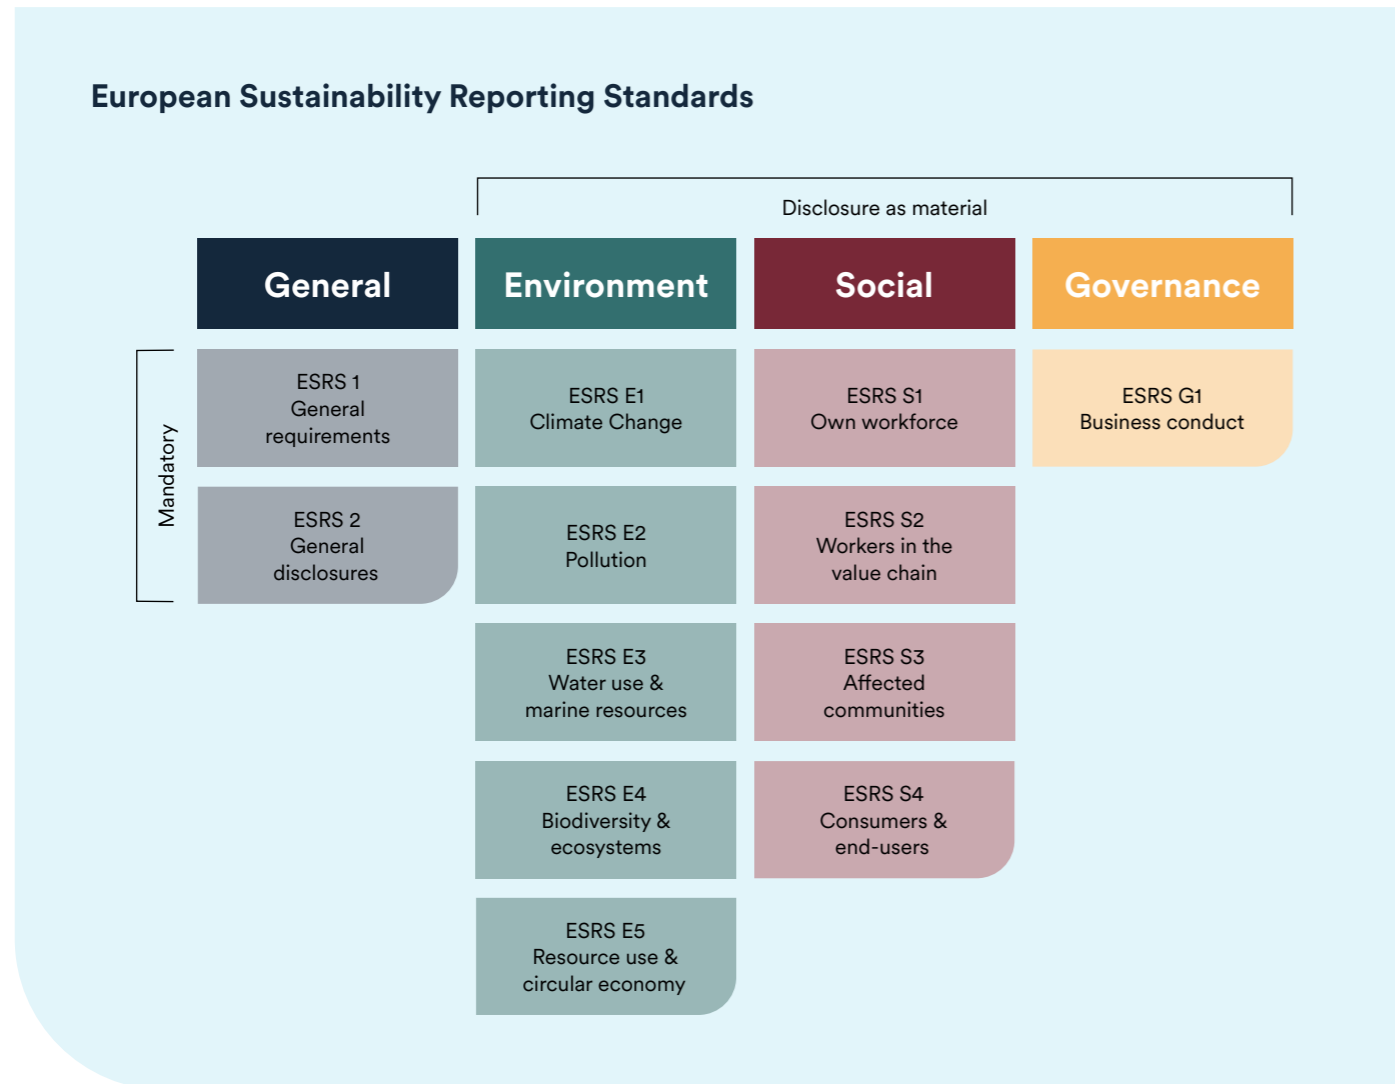 European Sustainability Reporting Standards
Disclosure as material
General
Environment
Social
Governance
Mandatory
ESRS 1
General
requirements
ESRS 2
General
disclosures
ESRS E1
Climate Change
ESRS E2
Pollution
ESRS E3
Water use &
marine resources
ESRS E4
Biodiversity &
ecosystems
ESRS E5
Resource use &
circular economy
ESRS S1
Own workforce
ESRS S2
Workers in the
value chain
ESRS S3
Affected
communities
ESRS S4
Consumers &
end-users
ESRS G1
Business conduct